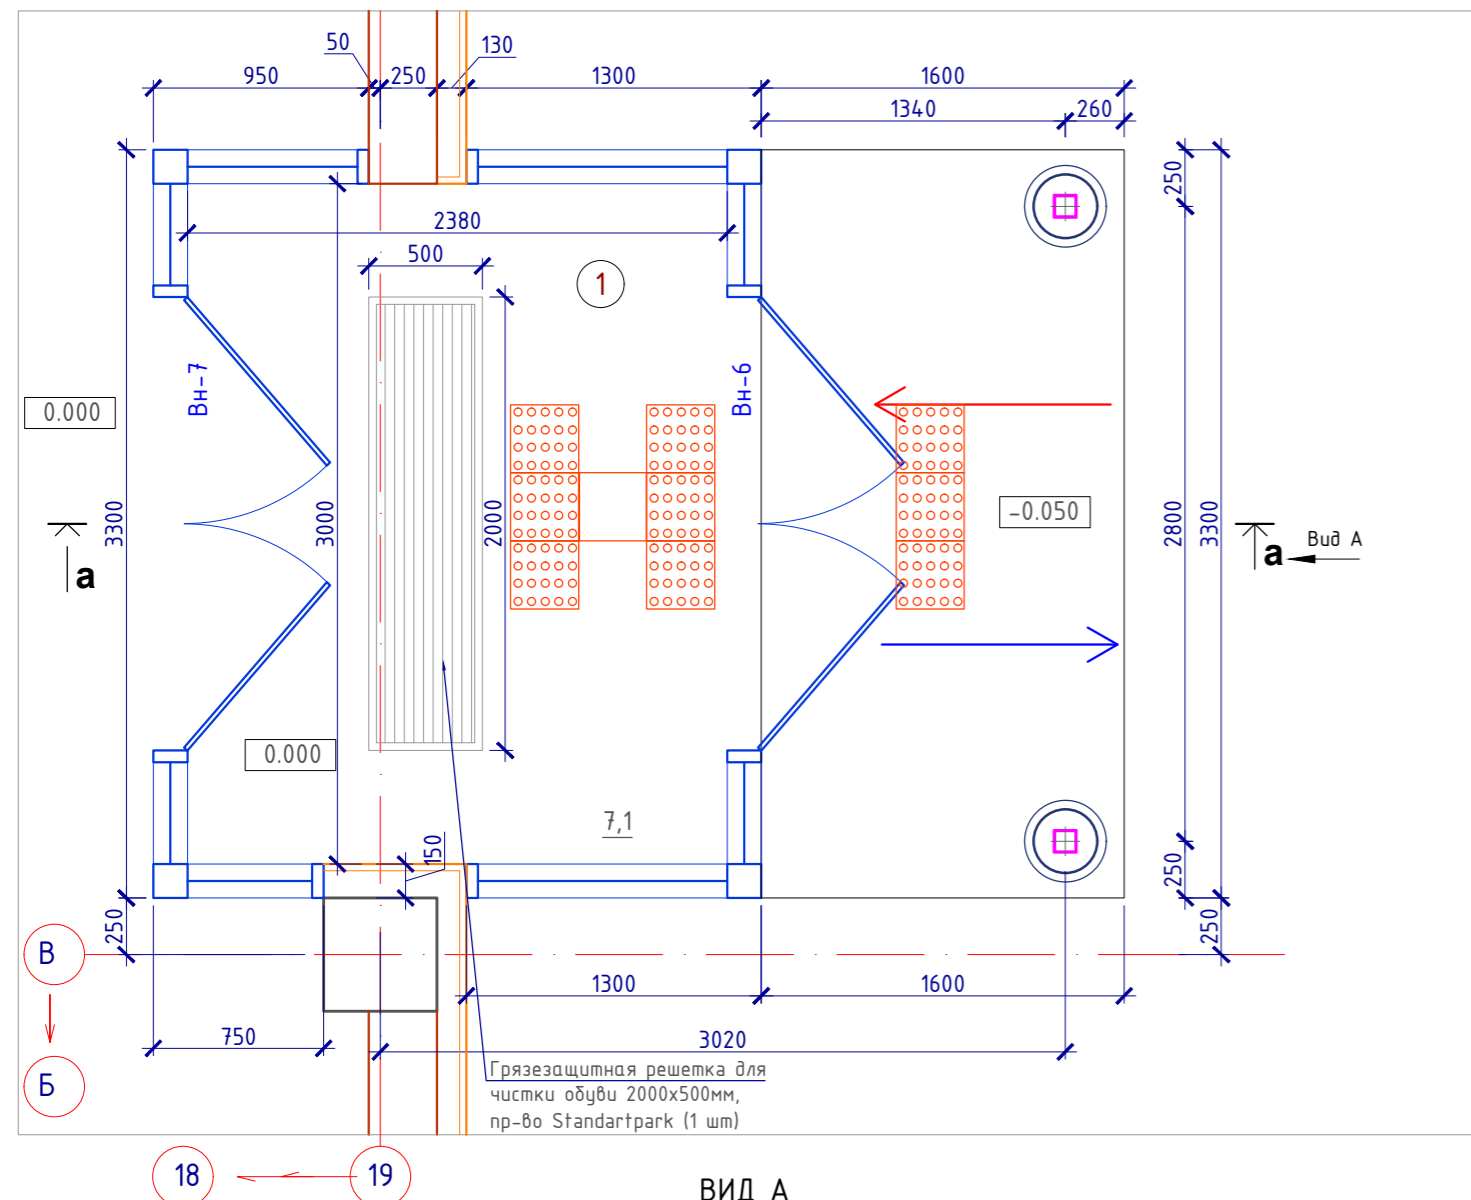 50
130
950
250
1300
1600
1340
260
2380
500
1
250
Вн-7
Вн-6
0.000
3300
3000
2000
-0.050
2800
3300
Вид А
а
а
0.000
7,1
150
250
250
250
В
1300
1600
750
3020
Б
Грязезащитная решетка для
чистки обуви 2000х500мм,
пр-во Standartpark (1 шт)
18
19
ВИД А